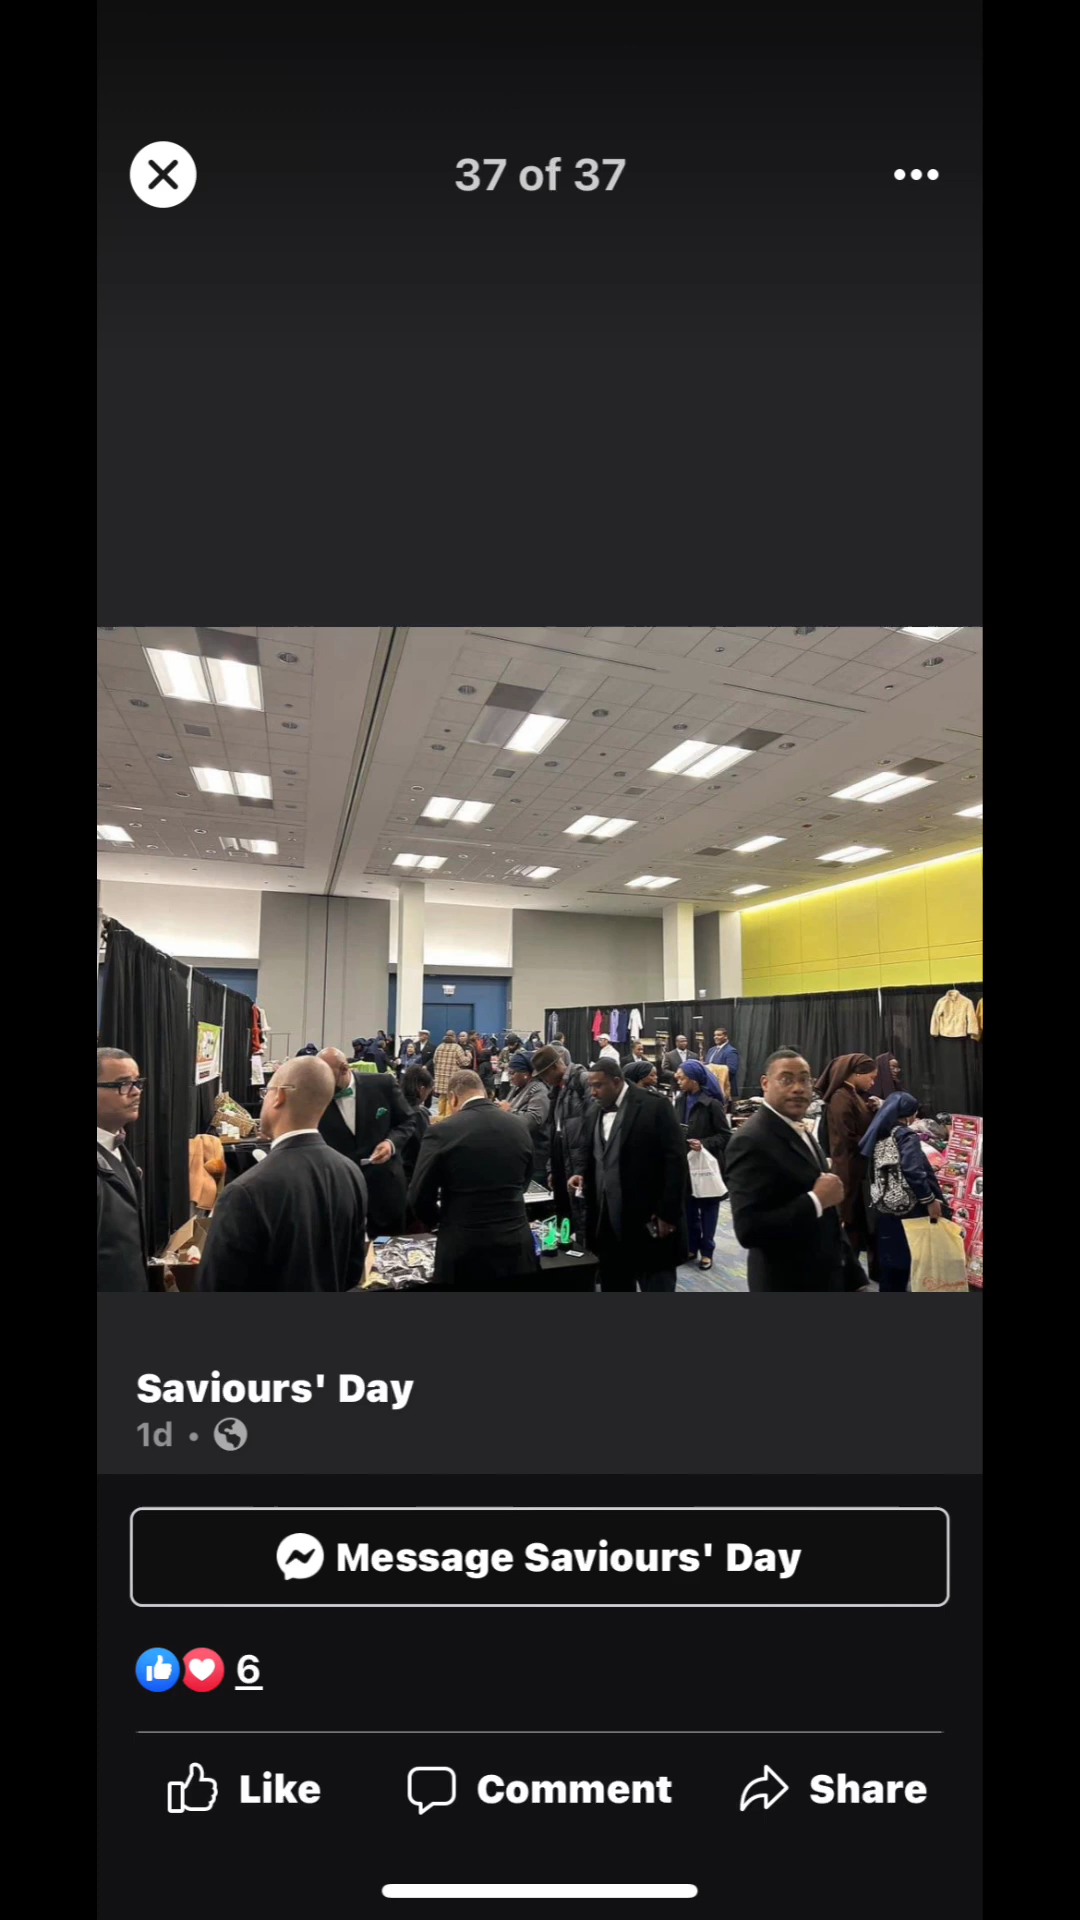 37 of 37
Saviours' Day
1d
Message Saviours' Day
6
Like
Comment
Share